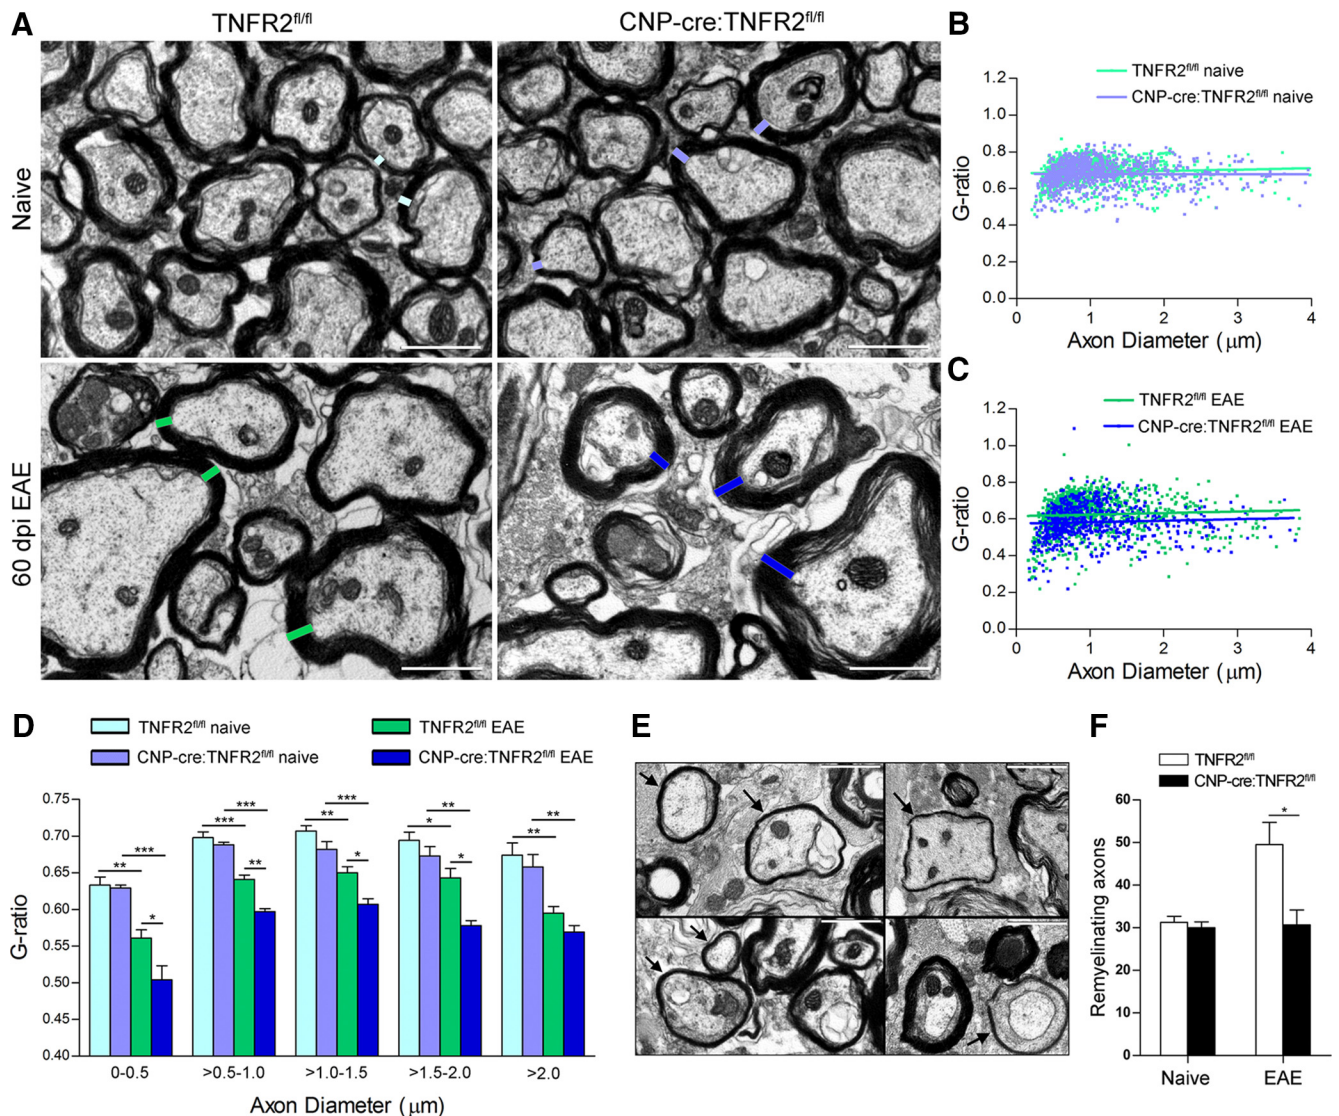 A
TNFR2fl/fl
CNP-cre:TNFR2fl/fl
Naive
60 dpi EAE
B
TNFR2fl/fl naive
CNP-cre:TNFR2fl/fl naive
G-ratio
1.2
1.0
0.8
0.6
0.4
0.2
0.0
0 1 2 3 4
Axon Diameter (µm)
C
TNFR2fl/fl EAE
CNP-cre:TNFR2fl/fl EAE
G-ratio
1.2
1.0
0.8
0.6
0.4
0.2
0.0
0 1 2 3 4
Axon Diameter (µm)
D
TNFR2fl/fl naive
TNFR2fl/fl EAE
CNP-cre:TNFR2fl/fl naive
CNP-cre:TNFR2fl/fl EAE
G-ratio
0.75
0.70
0.65
0.60
0.55
0.50
0.45
0.40
*** *** ** **
*** ** * **
***
**
** * *
*
0-0.5 >0.5-1.0 >1.0-1.5 >1.5-2.0 >2.0
Axon Diameter (µm)
E
F
TNFR2fl/fl
CNP-cre:TNFR2fl/fl
Remyelinating axons
60
50
40
30
20
10
0
*
Naive EAE